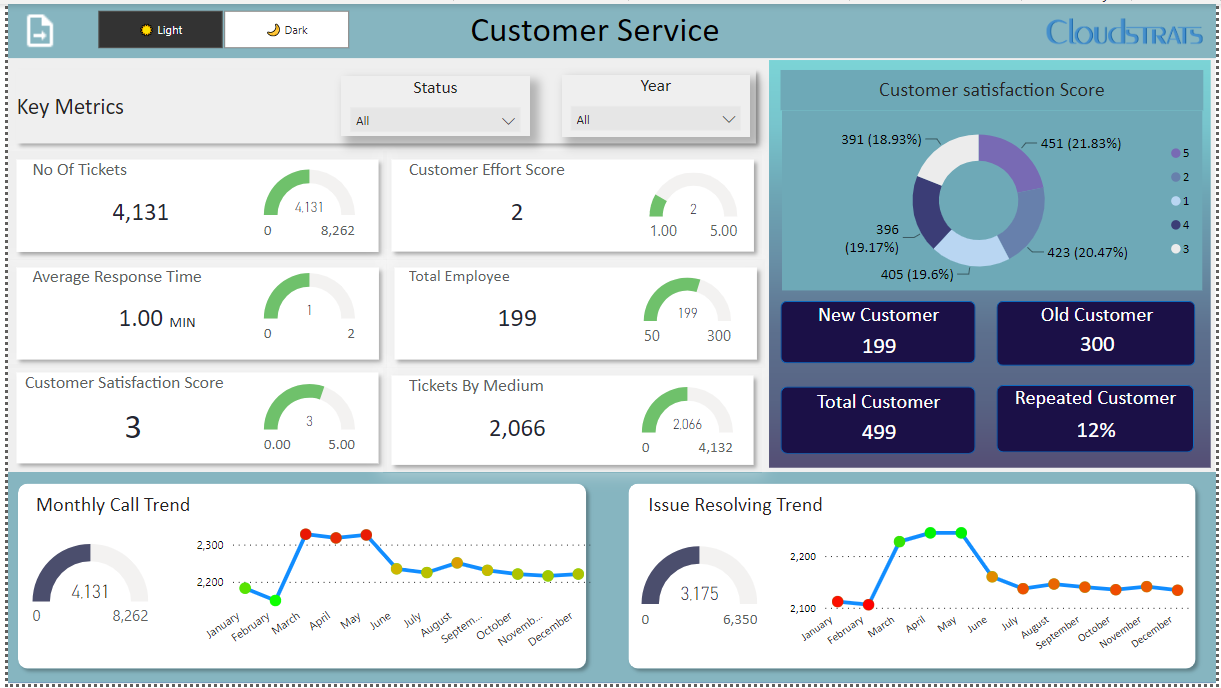 Light
Dark
Customer Service
CloudStrats
Key Metrics
Status
All
Year
All
No Of Tickets
4,131
4,131
0
8,262
Customer Effort Score
2
2
1.00
5.00
Average Response Time
1.00 MIN
1
0
2
Total Employee
199
199
50
300
Customer Satisfaction Score
3
3
0.00
5.00
Tickets By Medium
2,066
2,066
0
4,132
Customer satisfaction Score
391 (18.93%)
451 (21.83%)
396
(19.17%)
405 (19.6%)
423 (20.47%)
5
2
1
4
3
New Customer
199
Old Customer
300
Total Customer
499
Repeated Customer
12%
Monthly Call Trend
4,131
0
8,262
2,300
2,200
January
February
March
April
May
June
July
August
Septem...
October
Novemb...
December
Issue Resolving Trend
3,175
0
6,350
2,200
2,100
January
February
March
April
May
June
July
August
September
October
November
December